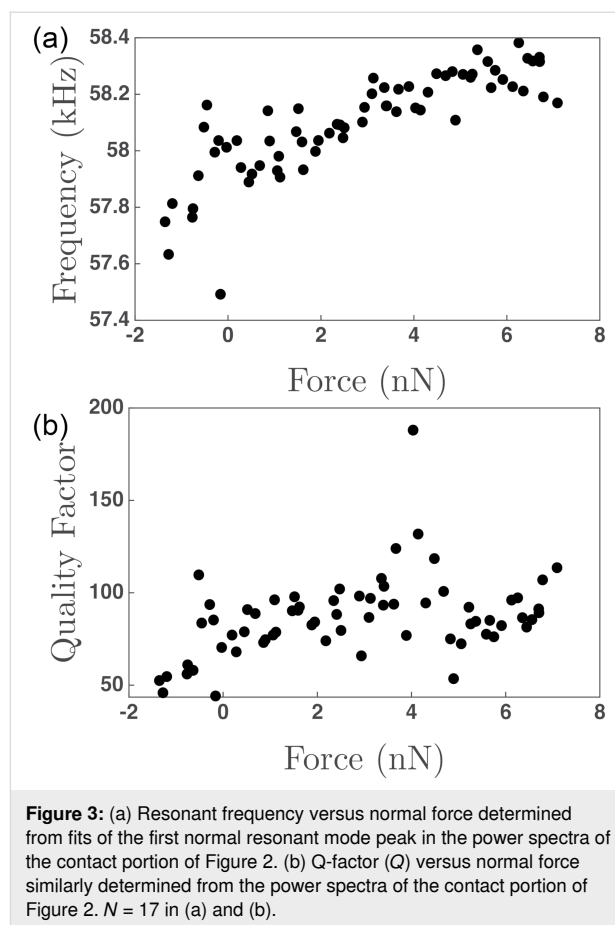 (a)
58.4
58.2
58
57.8
57.6
57.4
Frequency (kHz)
-2
0
2
4
6
8
Force (nN)
(b)
200
150
100
50
Quality Factor
-2
0
2
4
6
8
Force (nN)
Figure 3: (a) Resonant frequency versus normal force determined
from fits of the first normal resonant mode peak in the power spectra of
the contact portion of Figure 2. (b) Q-factor (Q) versus normal force
similarly determined from the power spectra of the contact portion of
Figure 2. N = 17 in (a) and (b).